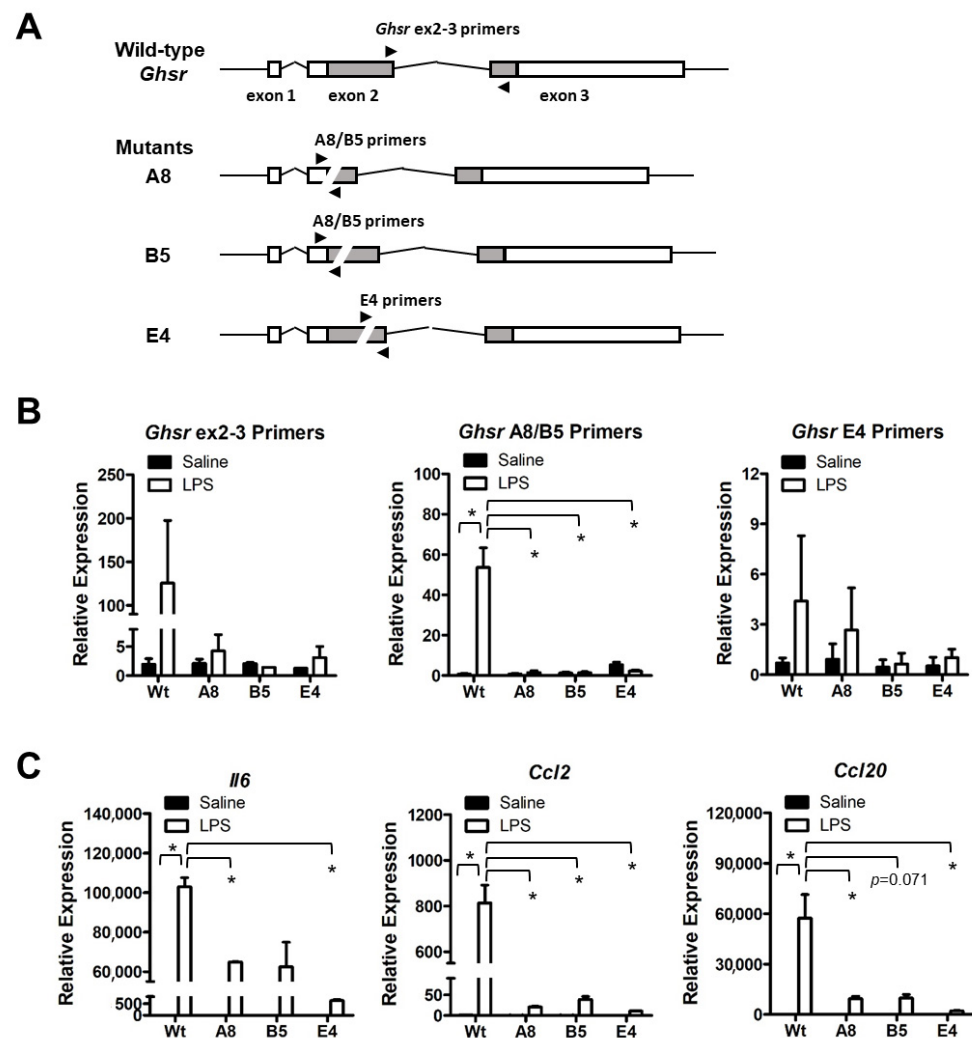 A
Ghsr ex2-3 primers
Wild-type
Ghsr
exon 1
exon 2
exon 3
Mutants
A8/B5 primers
A8
A8/B5 primers
B5
E4 primers
E4
B
Ghsr ex2-3 Primers
Saline
LPS
Relative Expression
250
200
150
100
5
0
Wt
A8
B5
E4
Ghsr A8/B5 Primers
Saline
LPS
Relative Expression
100
80
60
40
20
0
*
*
*
*
Wt
A8
B5
E4
Ghsr E4 Primers
Saline
LPS
Relative Expression
12
9
6
3
0
Wt
A8
B5
E4
C
Il6
Saline
LPS
Relative Expression
140,000
120,000
100,000
80,000
60,000
500
0
*
*
*
Wt
A8
B5
E4
Ccl2
Saline
LPS
Relative Expression
1200
1000
800
600
50
0
*
*
*
*
Wt
A8
B5
E4
Ccl20
Saline
LPS
Relative Expression
120,000
90,000
60,000
30,000
0
*
*
p=0.071
*
Wt
A8
B5
E4